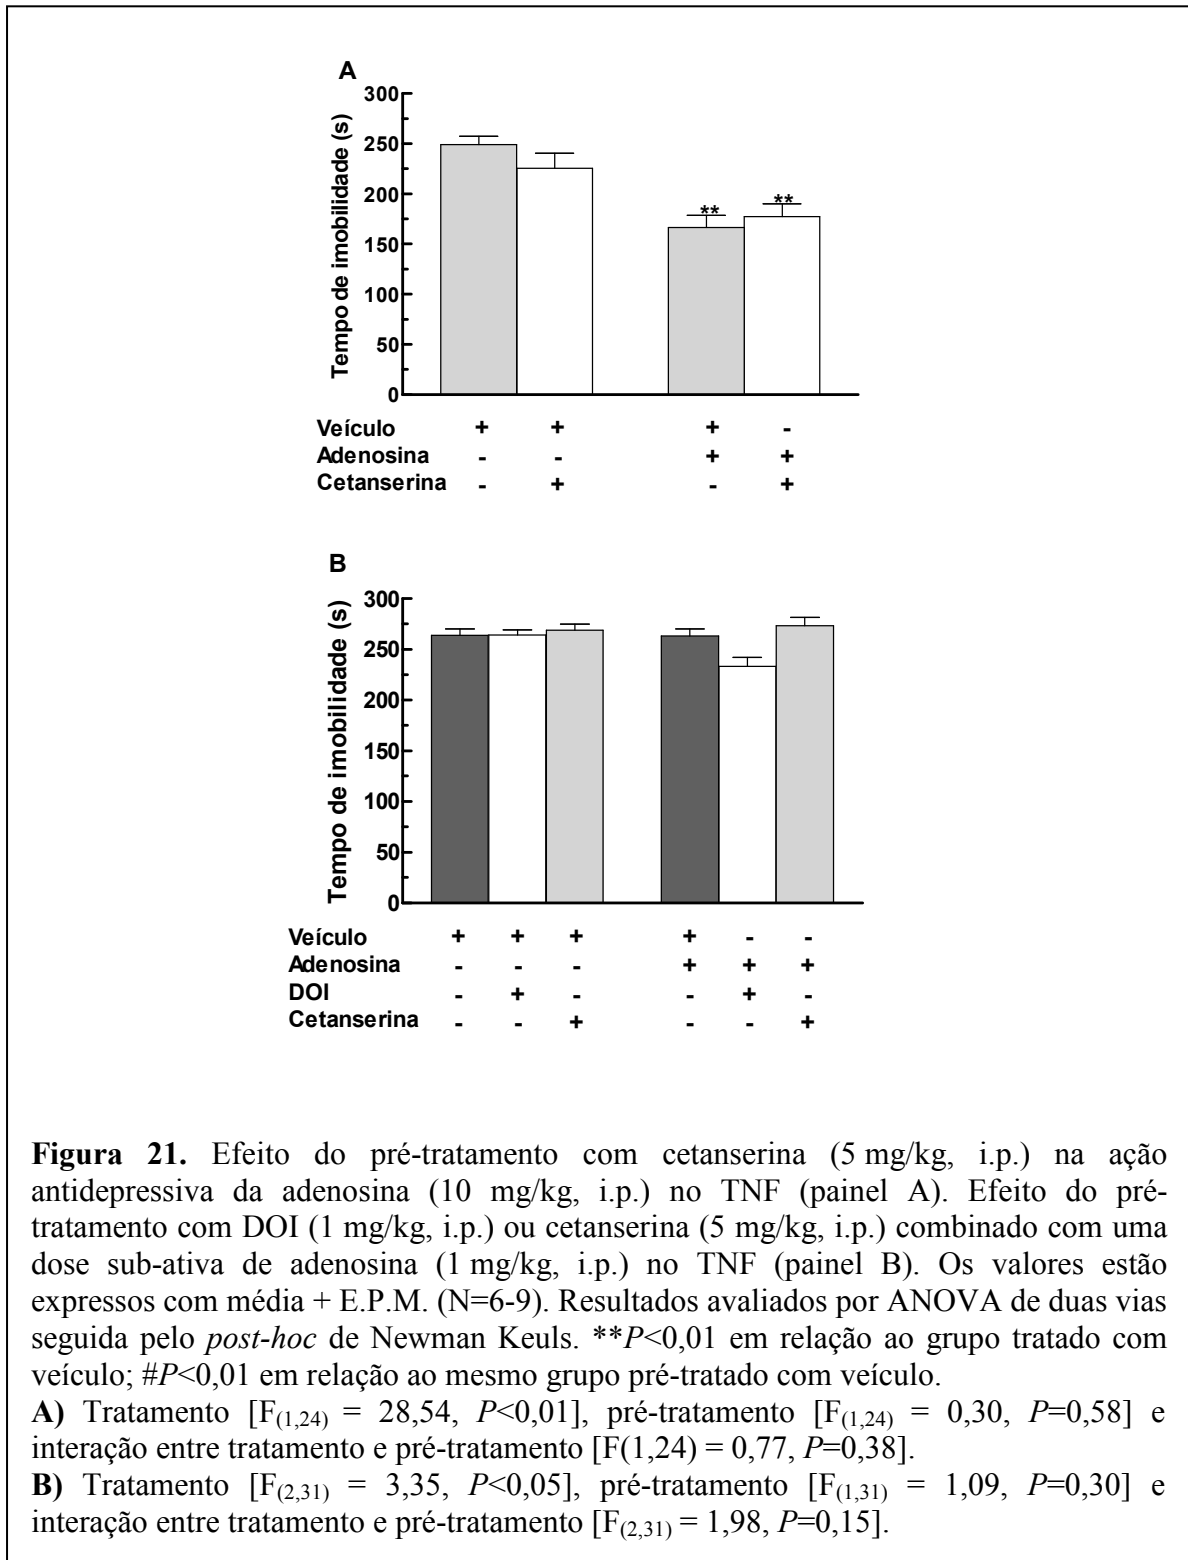 A
Tempo de imobilidade (s)
300
250
200
150
100
50
0
** **
Veículo + + + -
Adenosina - - + +
Cetanserina - + - +
B
Tempo de imobilidade (s)
300
250
200
150
100
50
0
Veículo + + + + - -
Adenosina - - - + + +
DOI - + - - + -
Cetanserina - - + - - +
Figura 21. Efeito do pré-tratamento com cetanserina (5 mg/kg, i.p.) na ação
antidepressiva da adenosina (10 mg/kg, i.p.) no TNF (painel A). Efeito do pré-
tratamento com DOI (1 mg/kg, i.p.) ou cetanserina (5 mg/kg, i.p.) combinado com uma
dose sub-ativa de adenosina (1 mg/kg, i.p.) no TNF (painel B). Os valores estão
expressos com média + E.P.M. (N=6-9). Resultados avaliados por ANOVA de duas vias
seguida pelo post-hoc de Newman Keuls. **P<0,01 em relação ao grupo tratado com
veículo; #P<0,01 em relação ao mesmo grupo pré-tratado com veículo.
A) Tratamento [F(1,24) = 28,54, P<0,01], pré-tratamento [F(1,24) = 0,30, P=0,58] e
interação entre tratamento e pré-tratamento [F(1,24) = 0,77, P=0,38].
B) Tratamento [F(2,31) = 3,35, P<0,05], pré-tratamento [F(1,31) = 1,09, P=0,30] e
interação entre tratamento e pré-tratamento [F(2,31) = 1,98, P=0,15].